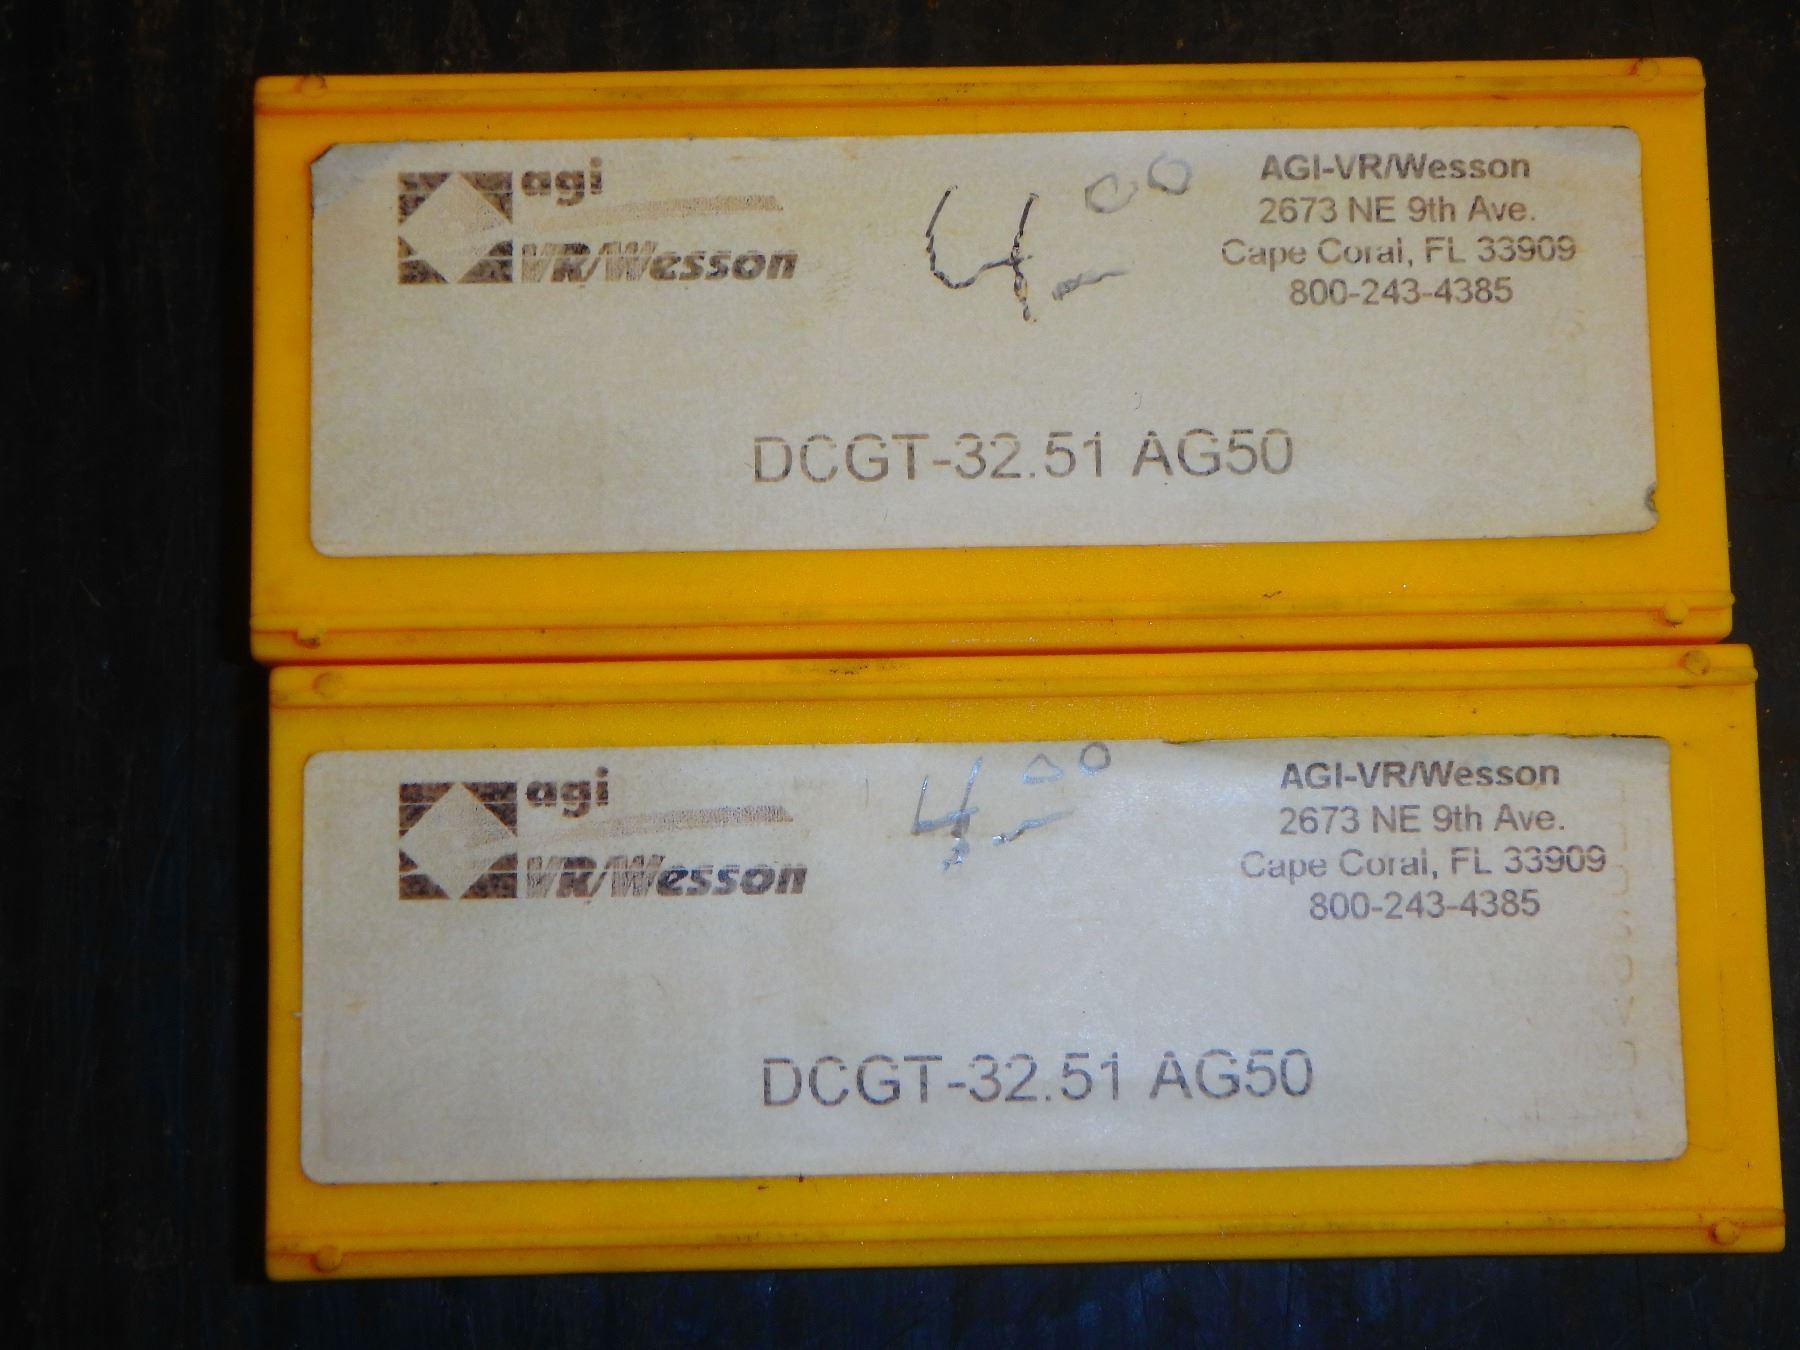 agi
VR/Wesson
4.00
AGI-VR/Wesson
2673 NE 9th Ave.
Cape Coral, FL 33909
800-243-4385
DCGT-32.51 AG50
agi
VR/Wesson
4.00
AGI-VR/Wesson
2673 NE 9th Ave.
Cape Coral, FL 33909
800-243-4385
DCGT-32.51 AG50